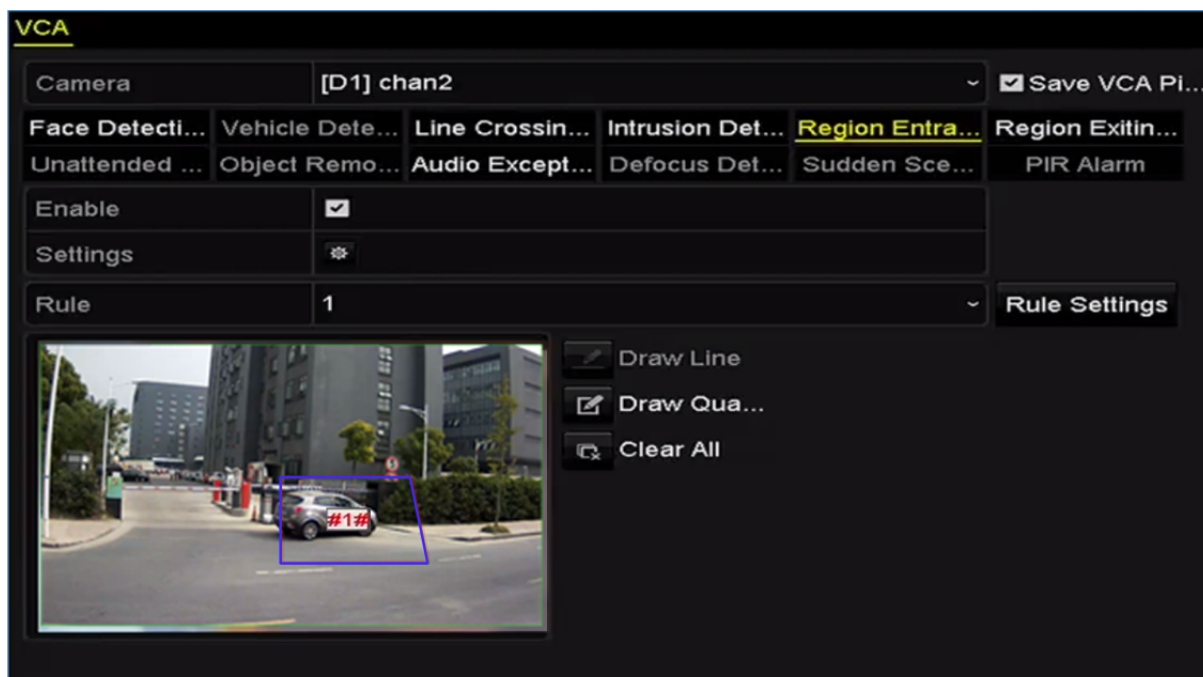 VCA
Camera [D1] chan2 Save VCA Pi...
Face Detecti... Vehicle Dete... Line Crossin... Intrusion Det... Region Entra... Region Exitin...
Unattended ... Object Remo... Audio Except... Defocus Det... Sudden Sce... PIR Alarm
Enable
Settings
Rule 1 Rule Settings
Draw Line
Draw Qua...
Clear All
#1#